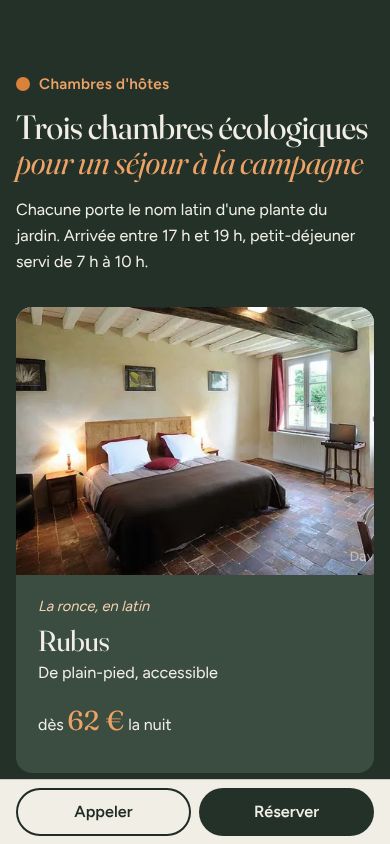 Chambres d'hôtes
Trois chambres écologiques
pour un séjour à la campagne
Chacune porte le nom latin d'une plante du
jardin. Arrivée entre 17 h et 19 h, petit-déjeuner
servi de 7 h à 10 h.
La ronce, en latin
Rubus
De plain-pied, accessible
dès 62 € la nuit
Appeler
Réserver